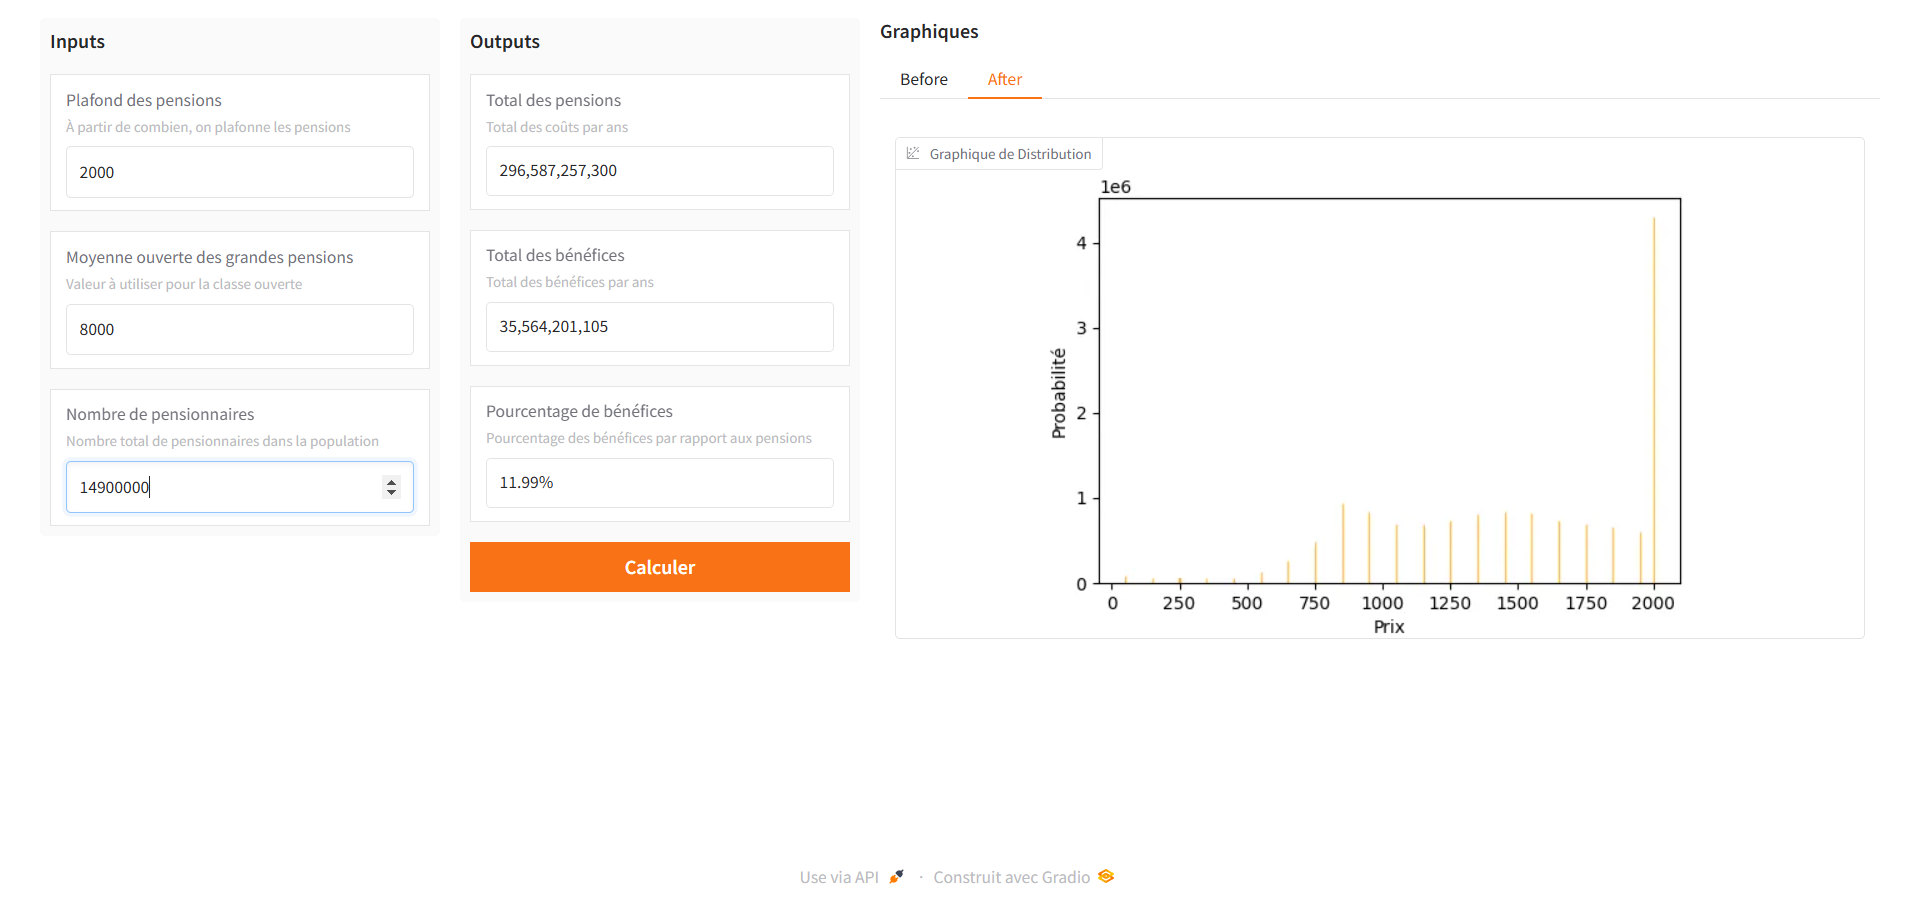 Inputs
Plafond des pensions
À partir de combien, on plafonne les pensions
2000
Moyenne ouverte des grandes pensions
Valeur à utiliser pour la classe ouverte
8000
Nombre de pensionnaires
Nombre total de pensionnaires dans la population
14900000
Outputs
Total des pensions
Total des coûts par ans
296,587,257,300
Total des bénéfices
Total des bénéfices par ans
35,564,201,105
Pourcentage de bénéfices
Pourcentage des bénéfices par rapport aux pensions
11.99%
Calculer
Graphiques
Before After
Graphique de Distribution
1e6
4
3
2
1
0
Probabilité
0 250 500 750 1000 1250 1500 1750 2000
Prix
Use via API · Construit avec Gradio